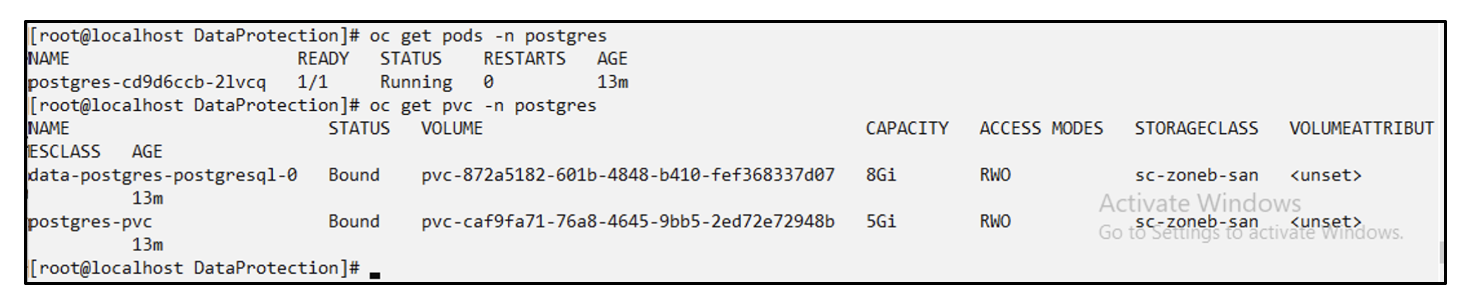 [root@localhost DataProtection]# oc get pods -n postgres
NAME READY STATUS RESTARTS AGE
postgres-cd9d6ccb-2lvcq 1/1 Running 0 13m
[root@localhost DataProtection]# oc get pvc -n postgres
NAME STATUS VOLUME CAPACITY ACCESS MODES STORAGECLASS VOLUMEATTRIBUT
ESCLASS AGE
data-postgres-postgresql-0 Bound pvc-872a5182-601b-4848-b410-fef368337d07 8Gi RWO sc-zoneb-san <unset>
13m
Activate Windows
postgres-pvc Bound pvc-caf9fa71-76a8-4645-9bb5-2ed72e72948b 5Gi RWO sc-zoneb-san <unset>
Go to Settings to activate Windows.
13m
[root@localhost DataProtection]#